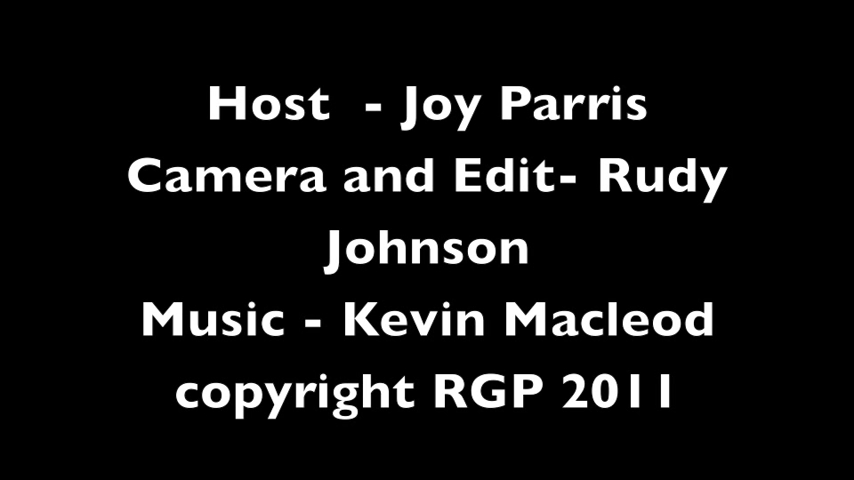 Host - Joy Parris
Camera and Edit- Rudy
Johnson
Music - Kevin Macleod
copyright RGP 2011